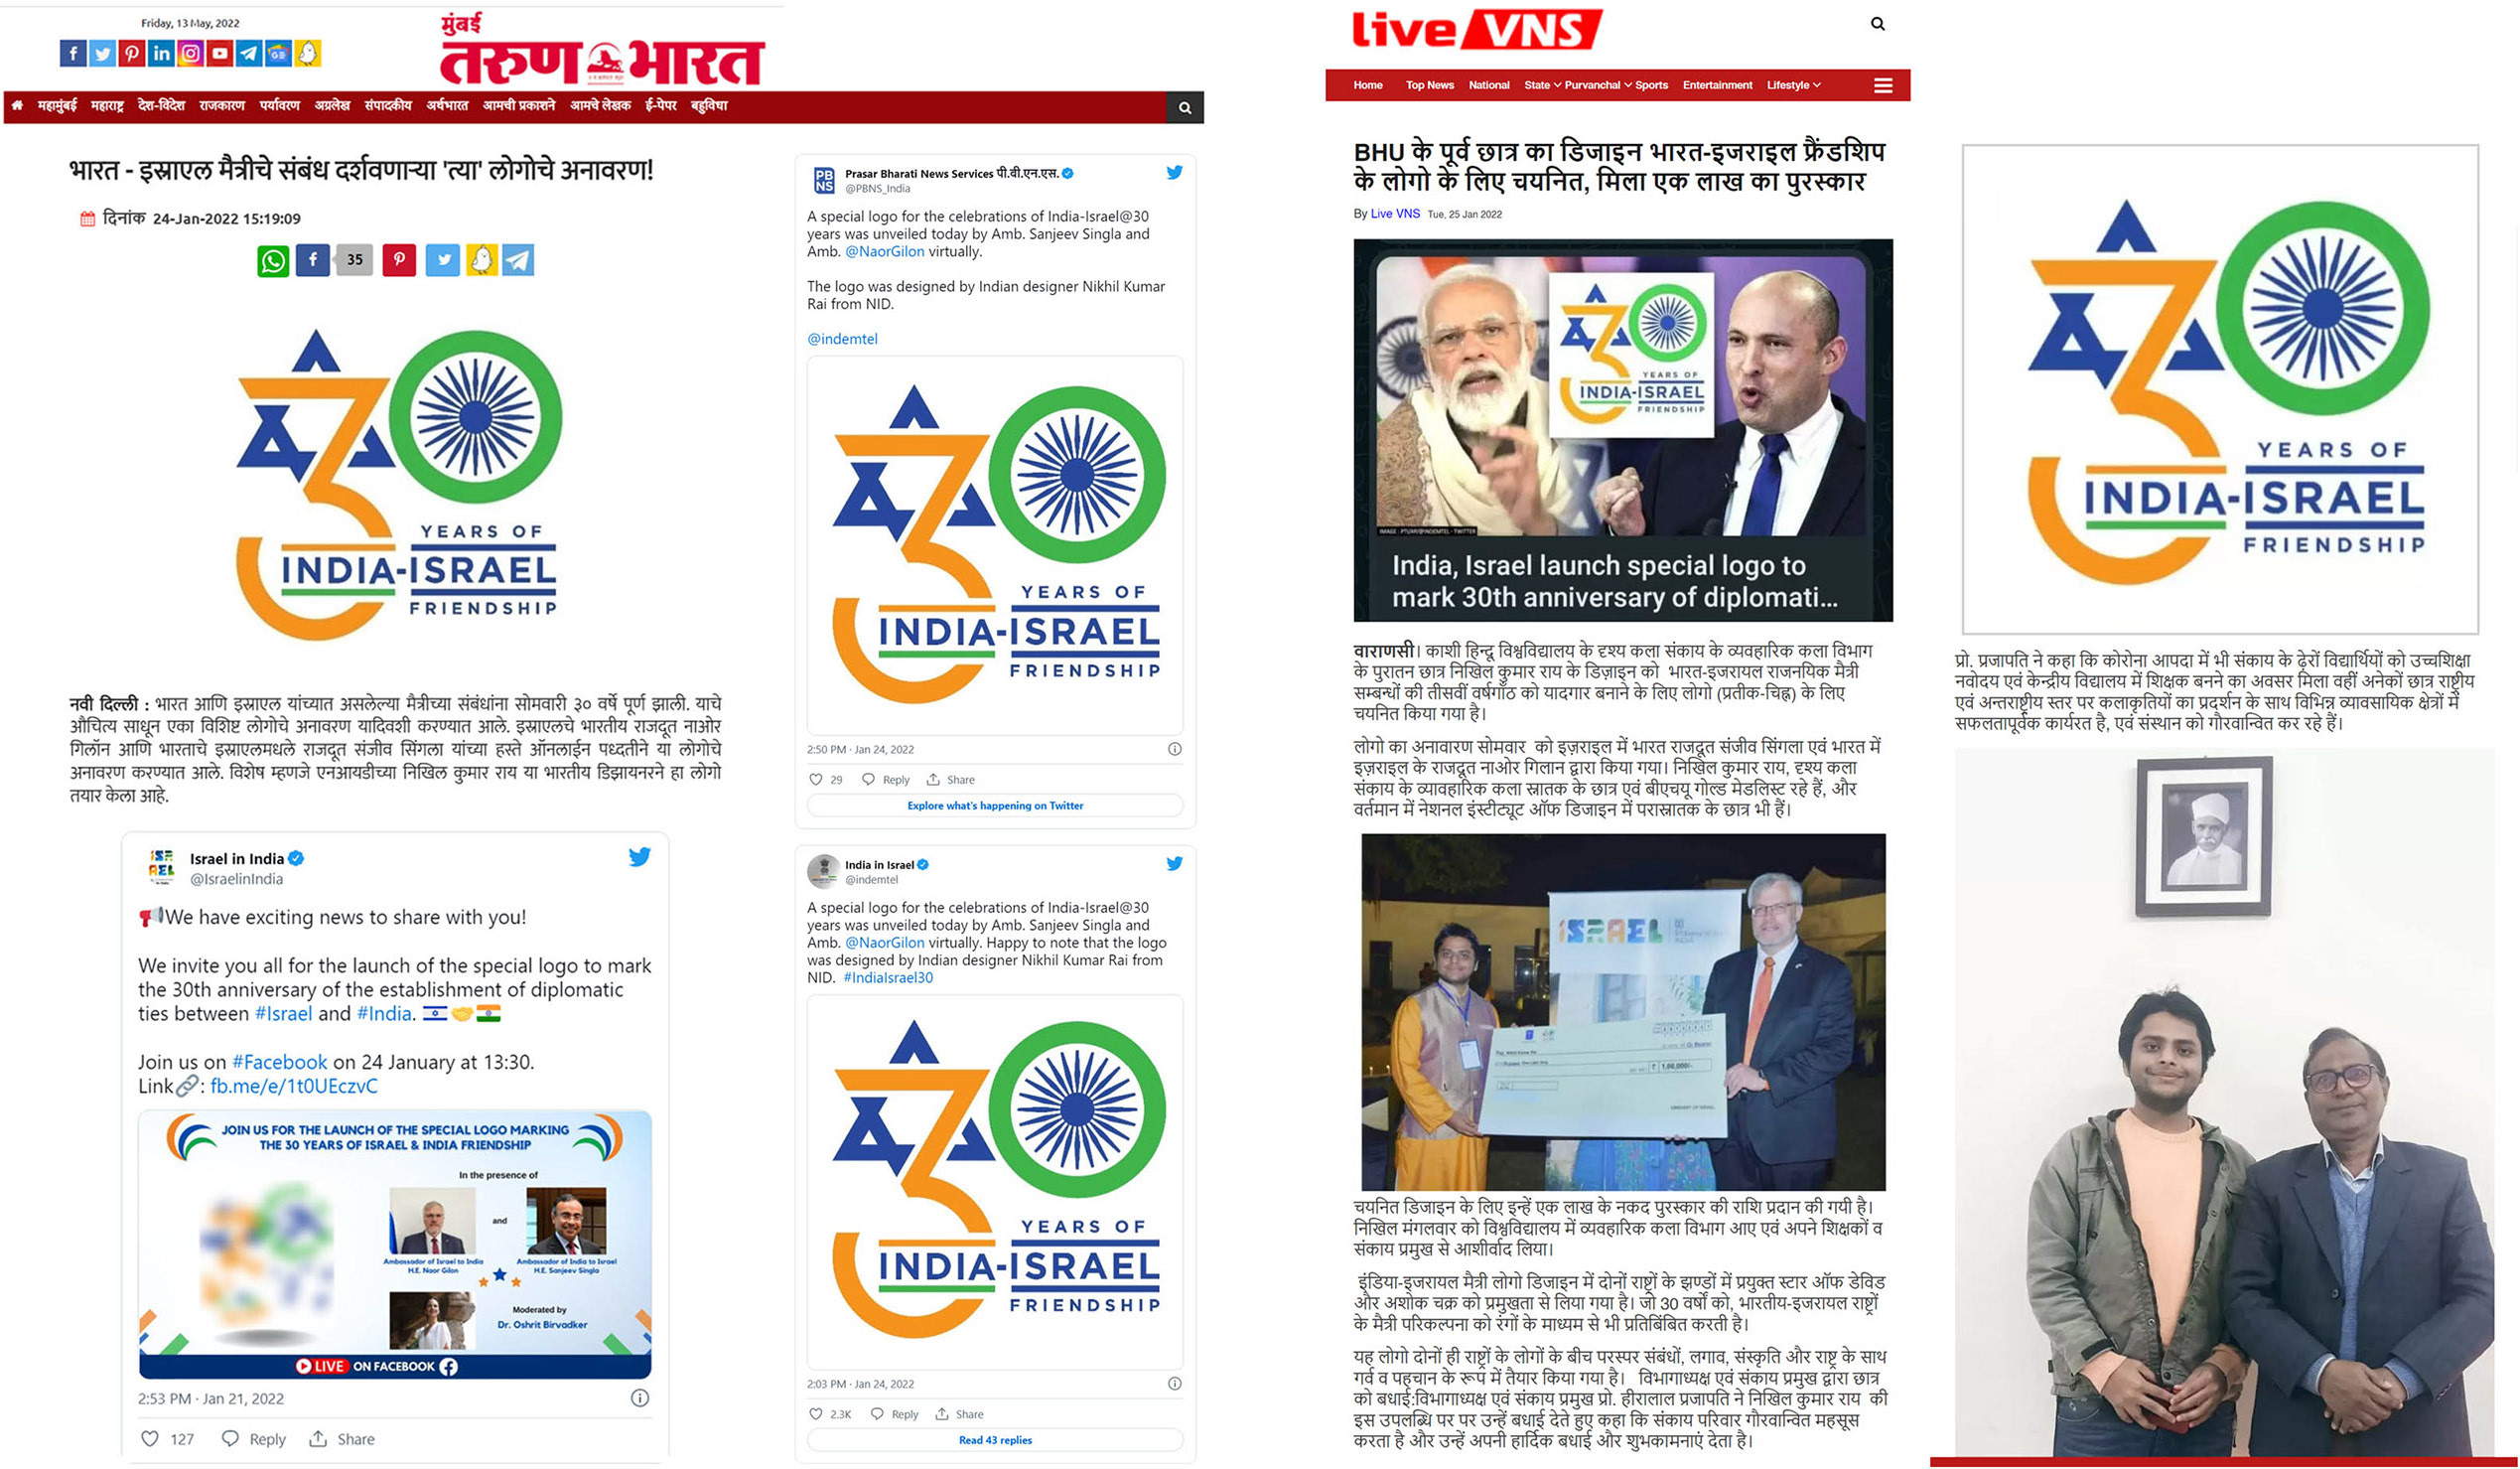 Friday, 13 May, 2022
मुंबई
तरुण भारत
महामुंबई महाराष्ट्र देश-विदेश राजकारण पर्यावरण अग्रलेख संपादकीय अर्थभारत आमची प्रकाशने आमचे लेखक ई-पेपर बहुविधा
भारत - इस्राएल मैत्रीचे संबंध दर्शवणाऱ्या 'त्या' लोगोचे अनावरण!
दिनांक 24-Jan-2022 15:19:09
35
30
YEARS OF
INDIA-ISRAEL
FRIENDSHIP
नवी दिल्ली : भारत आणि इस्राएल यांच्यात असलेल्या मैत्रीच्या संबंधांना सोमवारी ३० वर्षे पूर्ण झाली. याचे
औचित्य साधून एका विशिष्ट लोगोचे अनावरण यादिवशी करण्यात आले. इस्राएलचे भारतीय राजदूत नाओर
गिलॉन आणि भारताचे इस्राएलमधले राजदूत संजीव सिंगला यांच्या हस्ते ऑनलाईन पध्दतीने या लोगोचे
अनावरण करण्यात आले. विशेष म्हणजे एनआयडीच्या निखिल कुमार राय या भारतीय डिझायनरने हा लोगो
तयार केला आहे.
ISRAEL
Israel in India
@IsraelinIndia
We have exciting news to share with you!
We invite you all for the launch of the special logo to mark
the 30th anniversary of the establishment of diplomatic
ties between #Israel and #India.
Join us on #Facebook on 24 January at 13:30.
Link: fb.me/e/1t0UEczvC
JOIN US FOR THE LAUNCH OF THE SPECIAL LOGO MARKING
THE 30 YEARS OF ISRAEL & INDIA FRIENDSHIP
In the presence of
and
Ambassador of Israel to India
H.E. Naor Gilon
Ambassador of India to Israel
H.E. Sanjeev Singla
Moderated by
Dr. Oshrit Birvadker
LIVE ON FACEBOOK
2:53 PM · Jan 21, 2022
127 Reply Share
PB
NS
Prasar Bharati News Services पी.बी.एन.एस.
@PBNS_India
A special logo for the celebrations of India-Israel@30
years was unveiled today by Amb. Sanjeev Singla and
Amb. @NaorGilon virtually.
The logo was designed by Indian designer Nikhil Kumar
Rai from NID.
@indemtel
30
YEARS OF
INDIA-ISRAEL
FRIENDSHIP
2:50 PM · Jan 24, 2022
29 Reply Share
Explore what's happening on Twitter
India in Israel
@indemtel
A special logo for the celebrations of India-Israel@30
years was unveiled today by Amb. Sanjeev Singla and
Amb. @NaorGilon virtually. Happy to note that the logo
was designed by Indian designer Nikhil Kumar Rai from
NID. #IndiaIsrael30
30
YEARS OF
INDIA-ISRAEL
FRIENDSHIP
2:03 PM · Jan 24, 2022
2.3K Reply Share
Read 43 replies
live VNS
Home Top News National State Purvanchal Sports Entertainment Lifestyle
BHU के पूर्व छात्र का डिजाइन भारत-इजराइल फ्रैंडशिप
के लोगो के लिए चयनित, मिला एक लाख का पुरस्कार
By Live VNS Tue, 25 Jan 2022
30
YEARS OF
INDIA-ISRAEL
FRIENDSHIP
IMAGE : PTI/AP/@INDEMTEL - TWITTER
India, Israel launch special logo to
mark 30th anniversary of diplomati...
वाराणसी। काशी हिन्दू विश्वविद्यालय के दृश्य कला संकाय के व्यवहारिक कला विभाग
के पुरातन छात्र निखिल कुमार राय के डिज़ाइन को भारत-इजरायल राजनयिक मैत्री
सम्बन्धों की तीसवीं वर्षगाँठ को यादगार बनाने के लिए लोगो (प्रतीक-चिह्न) के लिए
चयनित किया गया है।
लोगो का अनावारण सोमवार को इज़राइल में भारत राजदूत संजीव सिंगला एवं भारत में
इज़राइल के राजदूत नाओर गिलान द्वारा किया गया। निखिल कुमार राय, दृश्य कला
संकाय के व्यावहारिक कला स्नातक के छात्र एवं बीएचयू गोल्ड मेडलिस्ट रहे हैं, और
वर्तमान में नेशनल इंस्टीट्यूट ऑफ डिजाइन में परास्नातक के छात्र भी हैं।
ISRAEL
₹ 1,00,000/-
EMBASSY OF ISRAEL
चयनित डिजाइन के लिए इन्हें एक लाख के नकद पुरस्कार की राशि प्रदान की गयी है।
निखिल मंगलवार को विश्वविद्यालय में व्यवहारिक कला विभाग आए एवं अपने शिक्षकों व
संकाय प्रमुख से आशीर्वाद लिया।
इंडिया-इजरायल मैत्री लोगो डिजाइन में दोनों राष्ट्रों के झण्डों में प्रयुक्त स्टार ऑफ डेविड
और अशोक चक्र को प्रमुखता से लिया गया है। जो 30 वर्षों को, भारतीय-इजरायल राष्ट्रों
के मैत्री परिकल्पना को रंगों के माध्यम से भी प्रतिबिंबित करती है।
यह लोगो दोनों ही राष्ट्रों के लोगों के बीच परस्पर संबंधों, लगाव, संस्कृति और राष्ट्र के साथ
गर्व व पहचान के रूप में तैयार किया गया है। विभागाध्यक्ष एवं संकाय प्रमुख द्वारा छात्र
को बधाई:विभागाध्यक्ष एवं संकाय प्रमुख प्रो. हीरालाल प्रजापति ने निखिल कुमार राय की
इस उपलब्धि पर पर उन्हें बधाई देते हुए कहा कि संकाय परिवार गौरवान्वित महसूस
करता है और उन्हें अपनी हार्दिक बधाई और शुभकामनाएं देता है।
30
YEARS OF
INDIA-ISRAEL
FRIENDSHIP
प्रो. प्रजापति ने कहा कि कोरोना आपदा में भी संकाय के ढ़ेरों विद्यार्थियों को उच्चशिक्षा
नवोदय एवं केन्द्रीय विद्यालय में शिक्षक बनने का अवसर मिला वहीं अनेकों छात्र राष्ट्रीय
एवं अन्तराष्ट्रीय स्तर पर कलाकृतियों का प्रदर्शन के साथ विभिन्न व्यावसायिक क्षेत्रों में
सफलतापूर्वक कार्यरत है, एवं संस्थान को गौरवान्वित कर रहे हैं।